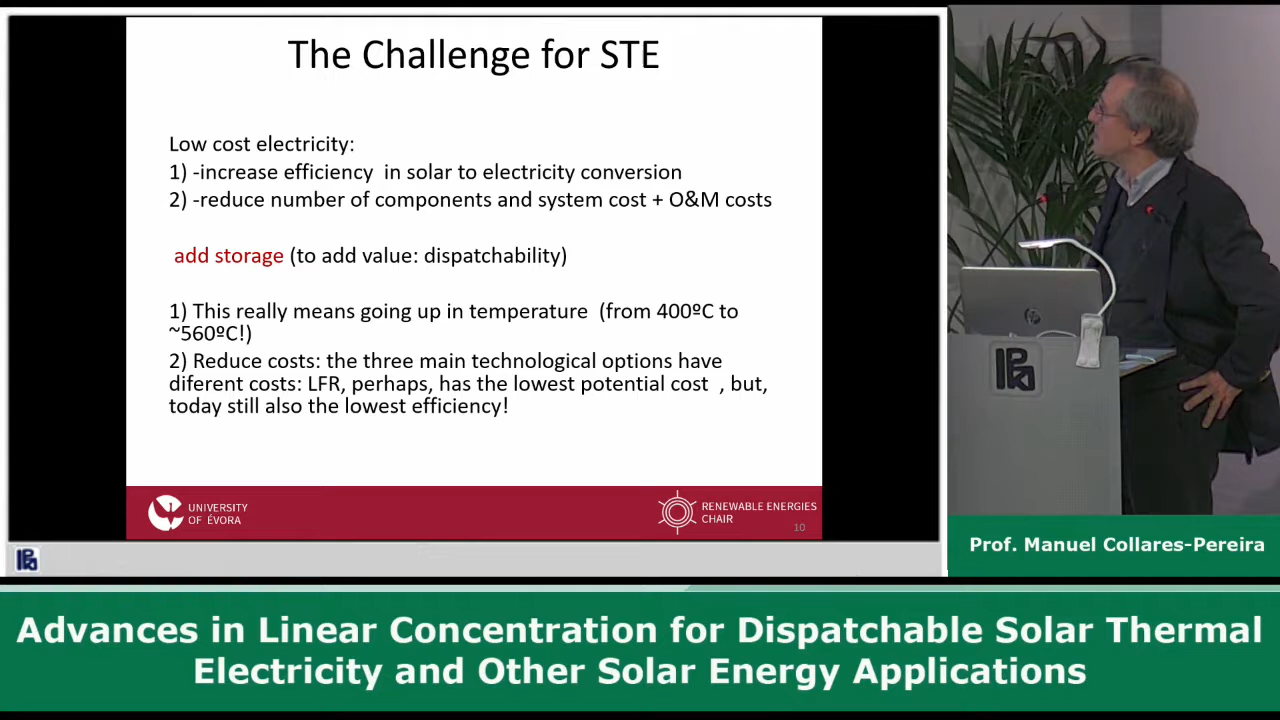 The Challenge for STE
Low cost electricity:
1) -increase efficiency in solar to electricity conversion
2) -reduce number of components and system cost + O&M costs
add storage (to add value: dispatchability)
1) This really means going up in temperature (from 400ºC to
~560ºC!)
2) Reduce costs: the three main technological options have
diferent costs: LFR, perhaps, has the lowest potential cost , but,
today still also the lowest efficiency!
UNIVERSITY
OF ÉVORA
RENEWABLE ENERGIES
CHAIR
10
Prof. Manuel Collares-Pereira
Advances in Linear Concentration for Dispatchable Solar Thermal
Electricity and Other Solar Energy Applications